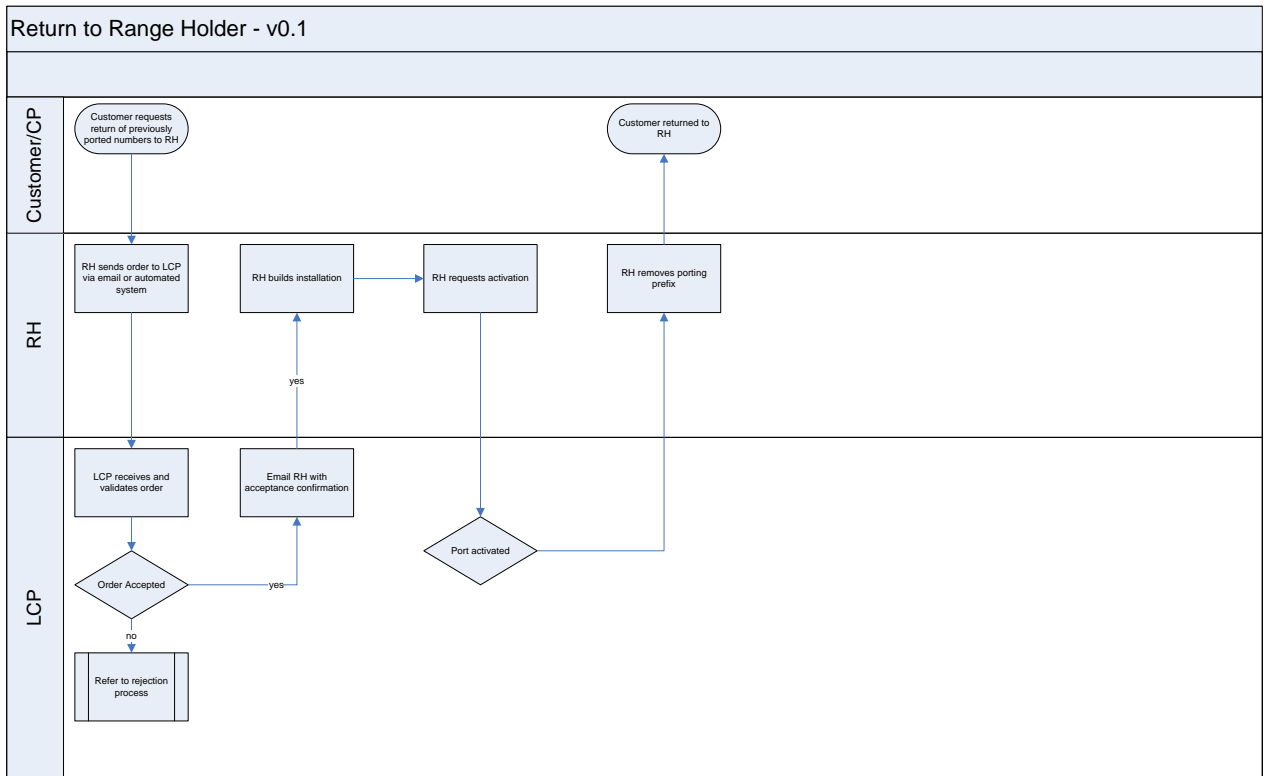 Return to Range Holder - v0.1
Customer/CP
Customer requests
return of previously
ported numbers to RH
Customer returned to
RH
RH
RH sends order to LCP
via email or automated
system
RH builds installation
RH requests activation
RH removes porting
prefix
yes
LCP
LCP receives and
validates order
Email RH with
acceptance confirmation
Port activated
Order Accepted
yes
no
Refer to rejection
process